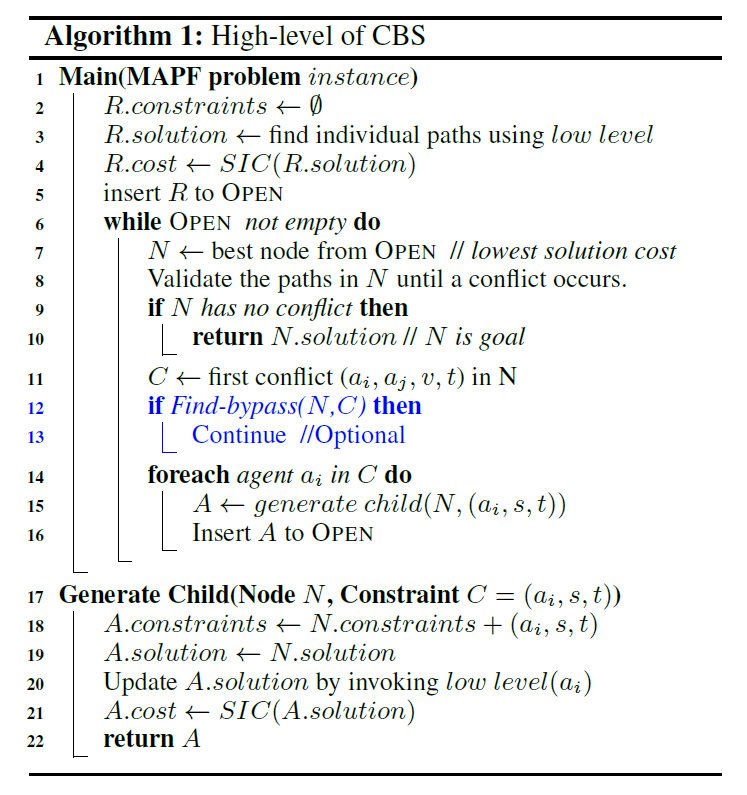 Algorithm 1: High-level of CBS
1 Main(MAPF problem instance)
2 R.constraints ← ∅
3 R.solution ← find individual paths using low level
4 R.cost ← SIC(R.solution)
5 insert R to OPEN
6 while OPEN not empty do
7 N ← best node from OPEN // lowest solution cost
8 Validate the paths in N until a conflict occurs.
9 if N has no conflict then
10 return N.solution // N is goal
11 C ← first conflict (a_i, a_j, v, t) in N
12 if Find-bypass(N,C) then
13 Continue //Optional
14 foreach agent a_i in C do
15 A ← generate child(N, (a_i, s, t))
16 Insert A to OPEN
17 Generate Child(Node N, Constraint C = (a_i, s, t))
18 A.constraints ← N.constraints + (a_i, s, t)
19 A.solution ← N.solution
20 Update A.solution by invoking low level(a_i)
21 A.cost ← SIC(A.solution)
22 return A